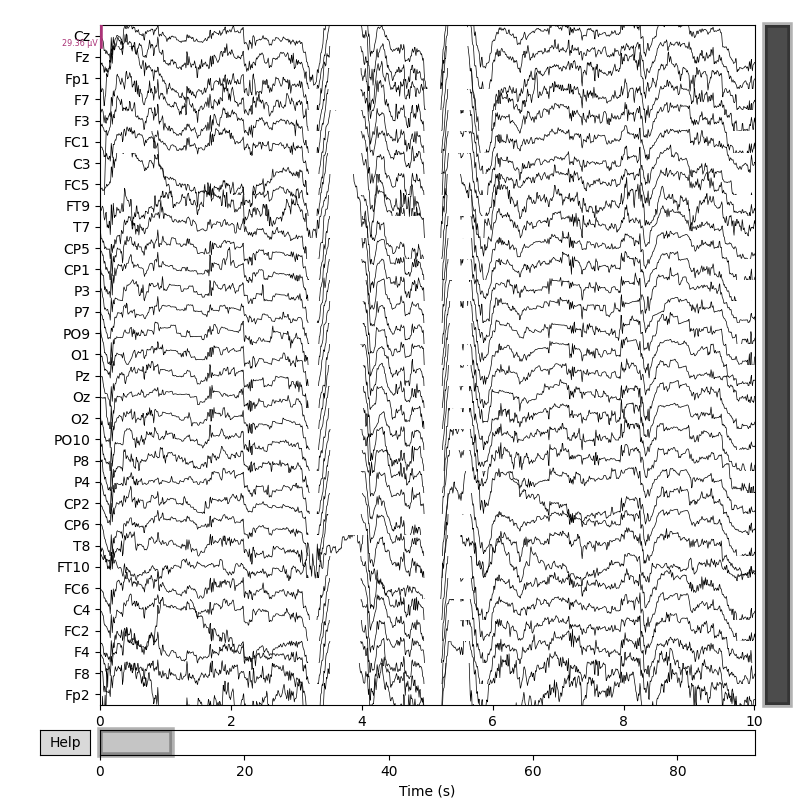 Cz
29.36 µV
Fz
Fp1
F7
F3
FC1
C3
FC5
FT9
T7
CP5
CP1
P3
P7
PO9
O1
Pz
Oz
O2
PO10
P8
P4
CP2
CP6
T8
FT10
FC6
C4
FC2
F4
F8
Fp2
0 2 4 6 8 10
Help
0 20 40 60 80
Time (s)